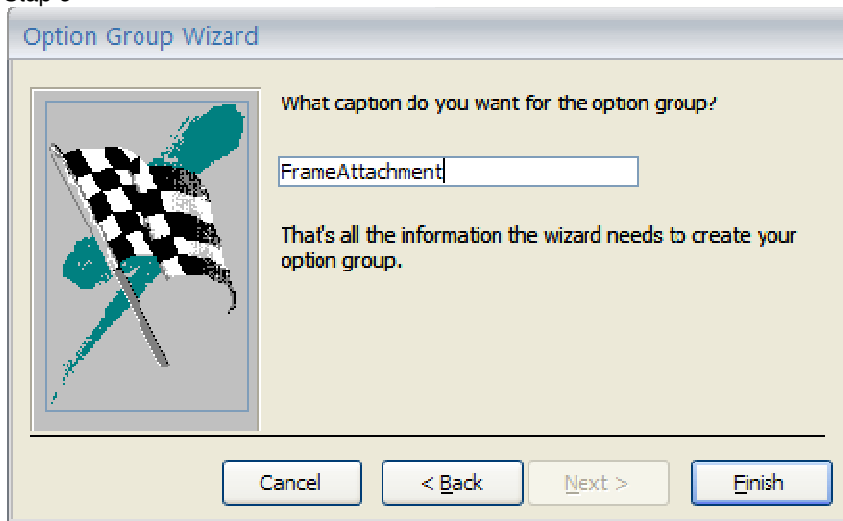 Option Group Wizard
What caption do you want for the option group?
FrameAttachment
That's all the information the wizard needs to create your
option group.
Cancel
< Back
Next >
Finish